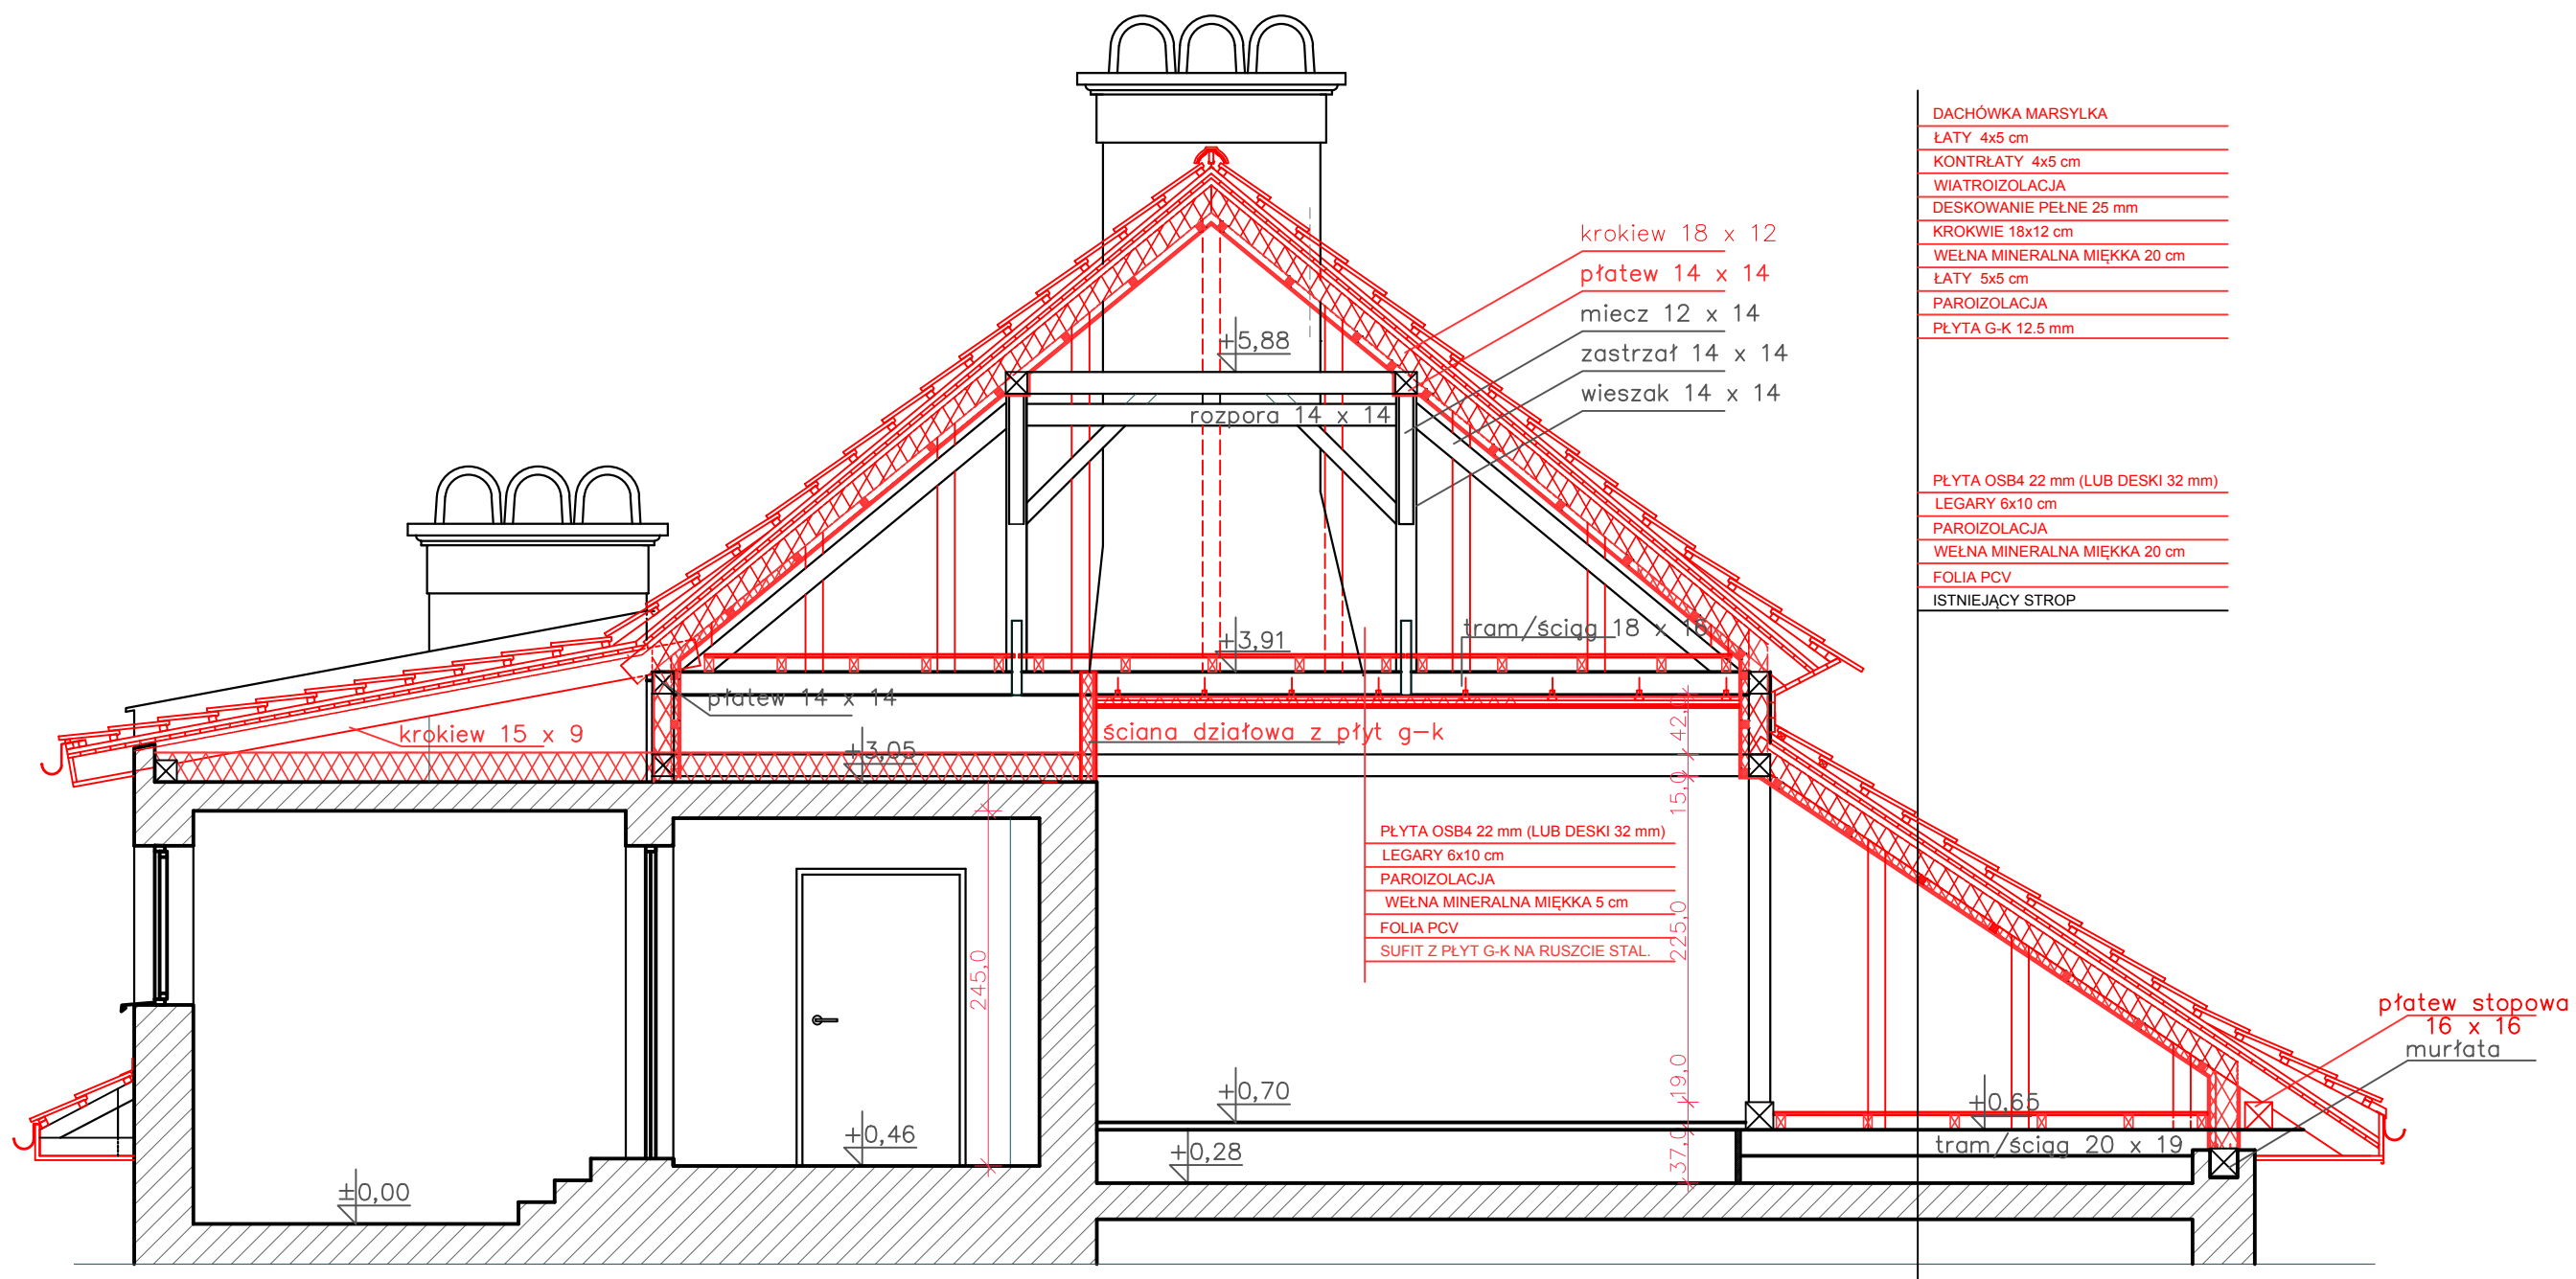 DACHÓWKA MARSYLKA
ŁATY 4x5 cm
KONTRŁATY 4x5 cm
WIATROIZOLACJA
DESKOWANIE PEŁNE 25 mm
KROKWIE 18x12 cm
WEŁNA MINERALNA MIĘKKA 20 cm
ŁATY 5x5 cm
PAROIZOLACJA
PŁYTA G-K 12.5 mm
krokiew 18 x 12
płatew 14 x 14
miecz 12 x 14
zastrzał 14 x 14
wieszak 14 x 14
+5,88
rozpora 14 x 14
PŁYTA OSB4 22 mm (LUB DESKI 32 mm)
LEGARY 6x10 cm
PAROIZOLACJA
WEŁNA MINERALNA MIĘKKA 20 cm
FOLIA PCV
ISTNIEJĄCY STROP
+3,91
tram/ściąg 18 x 18
płatew 14 x 14
krokiew 15 x 9
+3,05
ściana działowa z płyt g-k
42,0
15,0
225,0
19,0
37,0
PŁYTA OSB4 22 mm (LUB DESKI 32 mm)
LEGARY 6x10 cm
PAROIZOLACJA
WEŁNA MINERALNA MIĘKKA 5 cm
FOLIA PCV
SUFIT Z PŁYT G-K NA RUSZCIE STAL.
245,0
płatew stopowa
16 x 16
murłata
+0,70
+0,65
+0,46
+0,28
tram/ściąg 20 x 19
±0,00